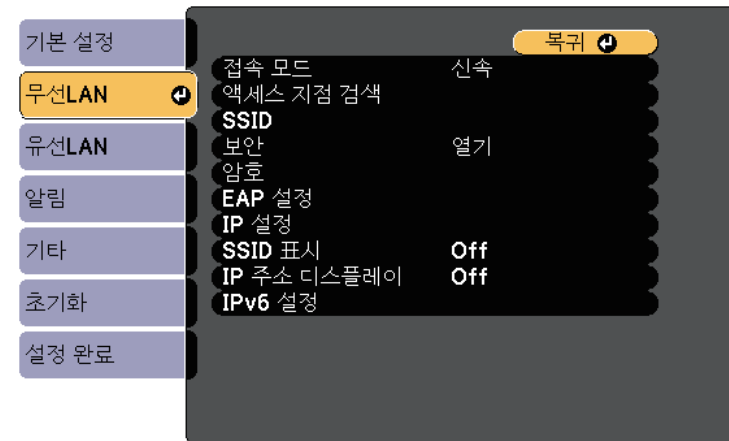 기본 설정
무선LAN
유선LAN
알림
기타
초기화
설정 완료
복귀
접속 모드 신속
액세스 지점 검색
SSID
보안 열기
암호
EAP 설정
IP 설정
SSID 표시 Off
IP 주소 디스플레이 Off
IPv6 설정